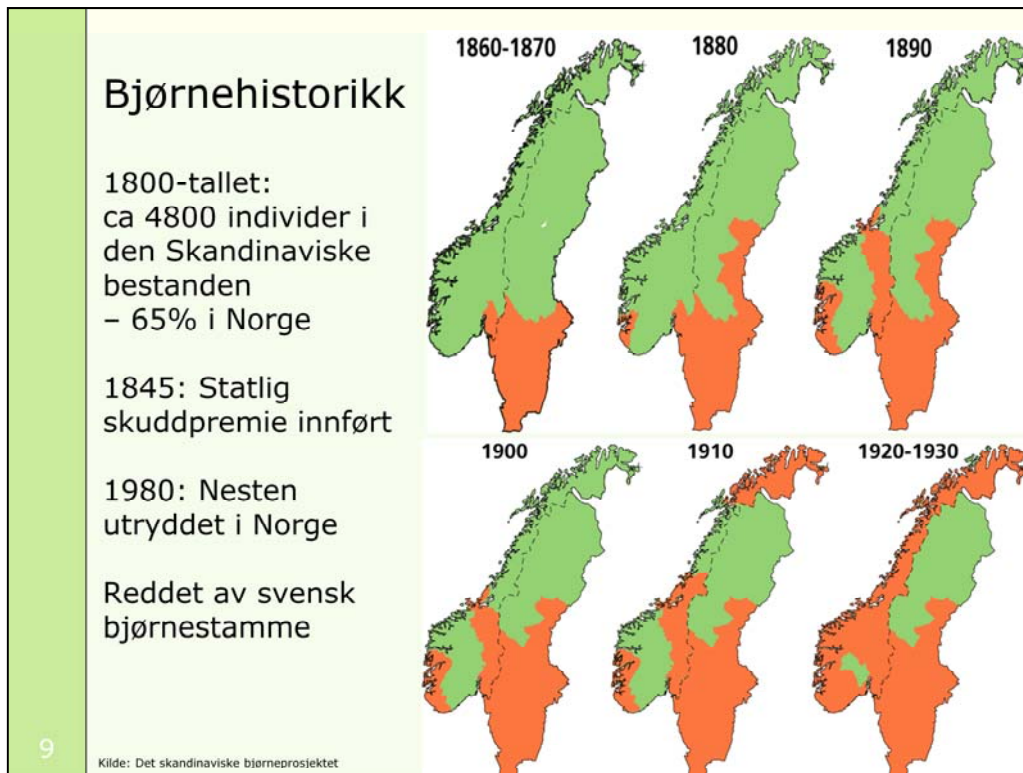 Bjørnehistorikk
1800-tallet:
ca 4800 individer i
den Skandinaviske
bestanden
– 65% i Norge
1845: Statlig
skuddpremie innført
1980: Nesten
utryddet i Norge
Reddet av svensk
bjørnestamme
9
Kilde: Det skandinaviske bjørneprosjektet
1860-1870
1880
1890
1900
1910
1920-1930